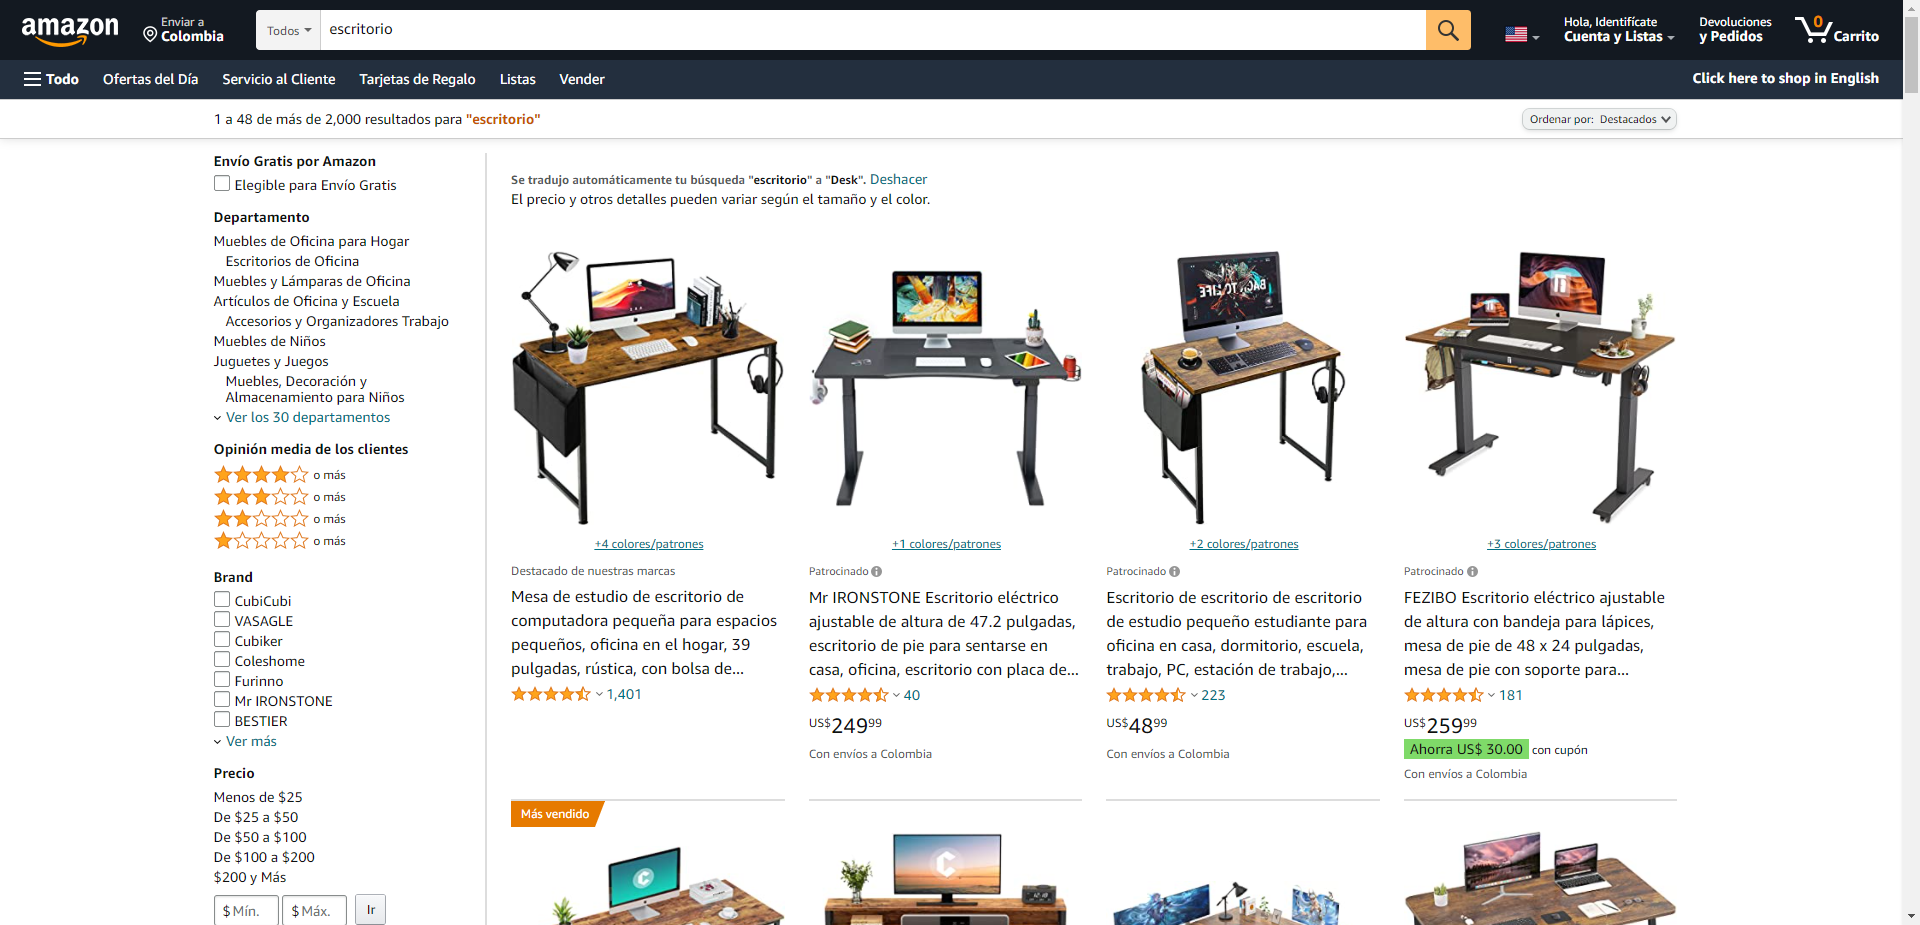 amazon
Enviar a
Colombia
Todos
escritorio
Hola, Identifícate
Cuenta y Listas
Devoluciones
y Pedidos
0
Carrito
Todo
Ofertas del Día
Servicio al Cliente
Tarjetas de Regalo
Listas
Vender
Click here to shop in English
1 a 48 de más de 2,000 resultados para "escritorio"
Ordenar por: Destacados
Envío Gratis por Amazon
Elegible para Envío Gratis
Departamento
Muebles de Oficina para Hogar
Escritorios de Oficina
Muebles y Lámparas de Oficina
Artículos de Oficina y Escuela
Accesorios y Organizadores Trabajo
Muebles de Niños
Juguetes y Juegos
Muebles, Decoración y
Almacenamiento para Niños
Ver los 30 departamentos
Opinión media de los clientes
o más
o más
o más
o más
Brand
CubiCubi
VASAGLE
Cubiker
Coleshome
Furinno
Mr IRONSTONE
BESTIER
Ver más
Precio
Menos de $25
De $25 a $50
De $50 a $100
De $100 a $200
$200 y Más
$ Mín.
$ Máx.
Ir
Se tradujo automáticamente tu búsqueda "escritorio" a "Desk". Deshacer
El precio y otros detalles pueden variar según el tamaño y el color.
+4 colores/patrones
Destacado de nuestras marcas
Mesa de estudio de escritorio de
computadora pequeña para espacios
pequeños, oficina en el hogar, 39
pulgadas, rústica, con bolsa de...
1,401
+1 colores/patrones
Patrocinado
Mr IRONSTONE Escritorio eléctrico
ajustable de altura de 47.2 pulgadas,
escritorio de pie para sentarse en
casa, oficina, escritorio con placa de...
40
US$24999
Con envíos a Colombia
BACK TO LIFE
+2 colores/patrones
Patrocinado
Escritorio de escritorio de escritorio
de estudio pequeño estudiante para
oficina en casa, dormitorio, escuela,
trabajo, PC, estación de trabajo,...
223
US$4899
Con envíos a Colombia
+3 colores/patrones
Patrocinado
FEZIBO Escritorio eléctrico ajustable
de altura con bandeja para lápices,
mesa de pie de 48 x 24 pulgadas,
mesa de pie con soporte para...
181
US$25999
Ahorra US$ 30.00 con cupón
Con envíos a Colombia
Más vendido